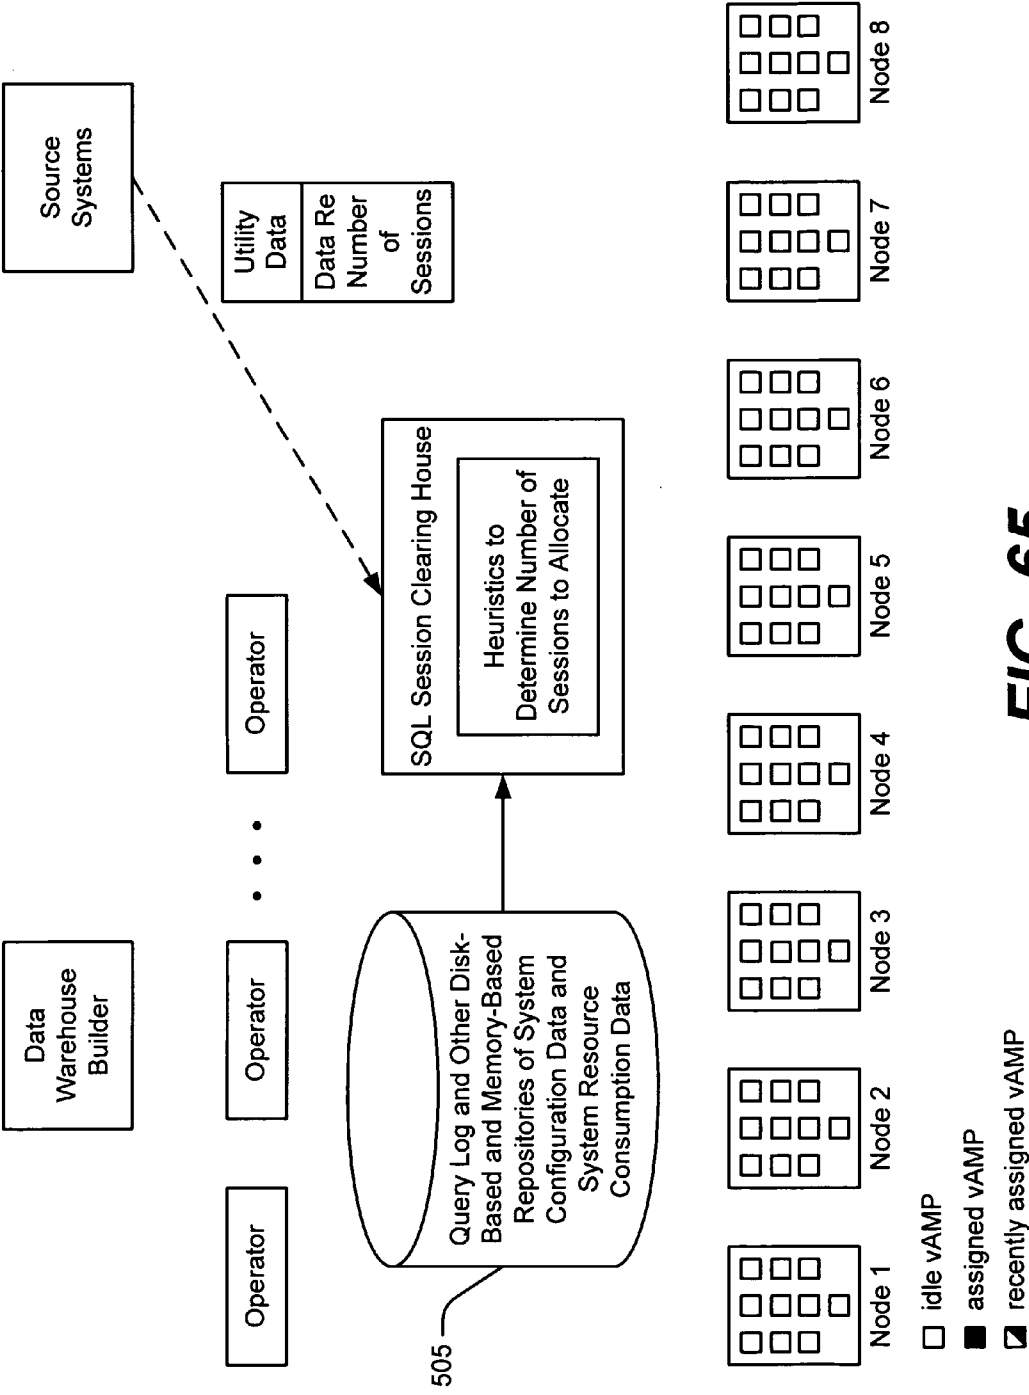 Data
Warehouse
Builder
Source
Systems
Operator
Operator
Operator
Utility
Data
Data Re
Number
of
Sessions
505
Query Log and Other Disk-
Based and Memory-Based
Repositories of System
Configuration Data and
System Resource
Consumption Data
SQL Session Clearing House
Heuristics to
Determine Number of
Sessions to Allocate
Node 1
Node 2
Node 3
Node 4
Node 5
Node 6
Node 7
Node 8
idle vAMP
assigned vAMP
recently assigned vAMP
FIG. 65